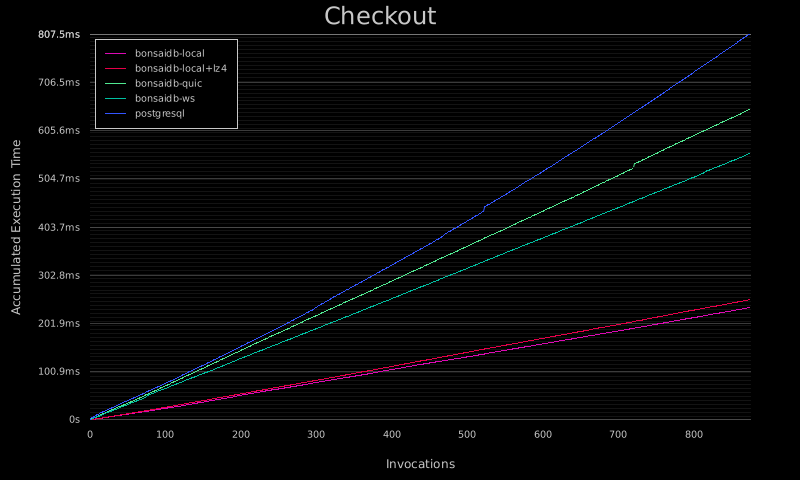 Checkout
807.5ms
706.5ms
605.6ms
504.7ms
403.7ms
302.8ms
201.9ms
100.9ms
0s
bonsaidb-local
bonsaidb-local+lz4
bonsaidb-quic
bonsaidb-ws
postgresql
Accumulated Execution Time
0 100 200 300 400 500 600 700 800
Invocations